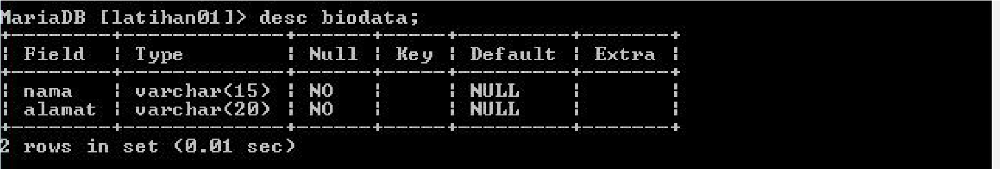 MariaDB [latihan01]> desc biodata;
+---------+-------------+------+-----+---------+-------+
| Field   | Type        | Null | Key | Default | Extra |
+---------+-------------+------+-----+---------+-------+
| nama    | varchar(15) | NO   |     | NULL    |       |
| alamat  | varchar(20) | NO   |     | NULL    |       |
+---------+-------------+------+-----+---------+-------+
2 rows in set (0.01 sec)